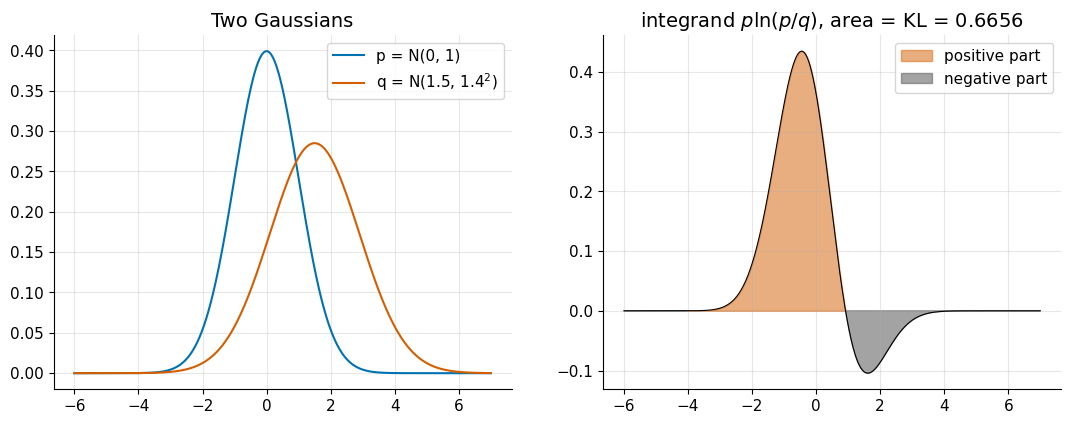 Two Gaussians
p = N(0, 1)
q = N(1.5, 1.4²)
0.40
0.35
0.30
0.25
0.20
0.15
0.10
0.05
0.00
−6 −4 −2 0 2 4 6
integrand p ln(p/q), area = KL = 0.6656
positive part
negative part
0.4
0.3
0.2
0.1
0.0
−0.1
−6 −4 −2 0 2 4 6